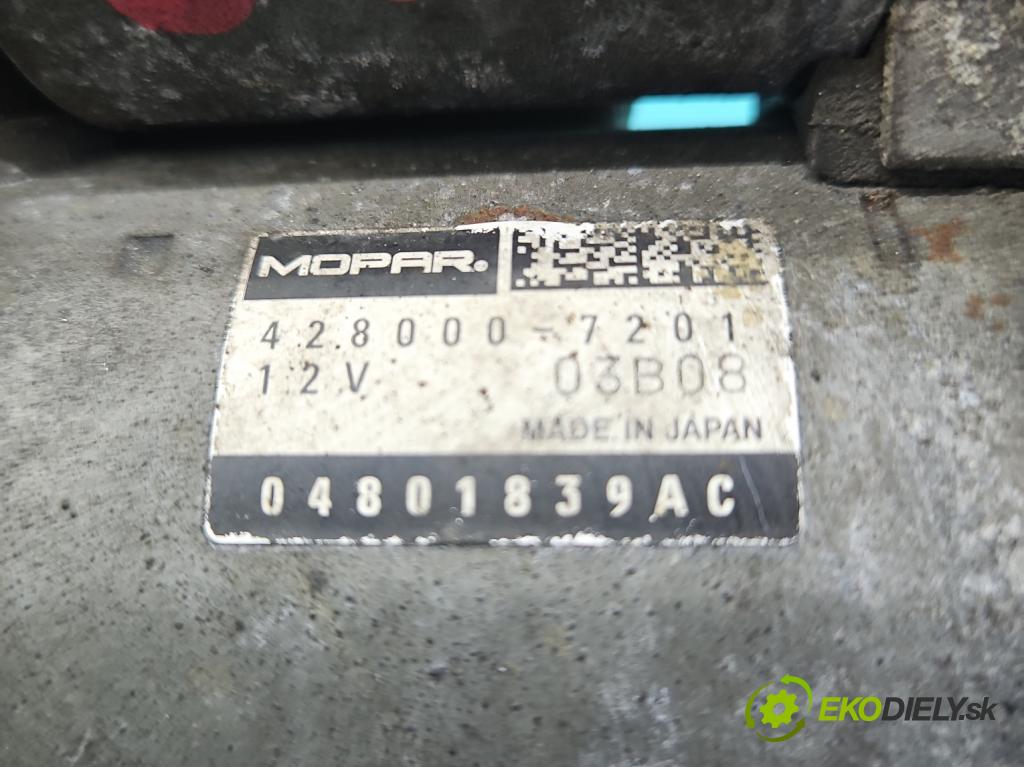 MOPAR.
428000-7201
12V 03B08
MADE IN JAPAN
04801839AC
EKODIELY.sk